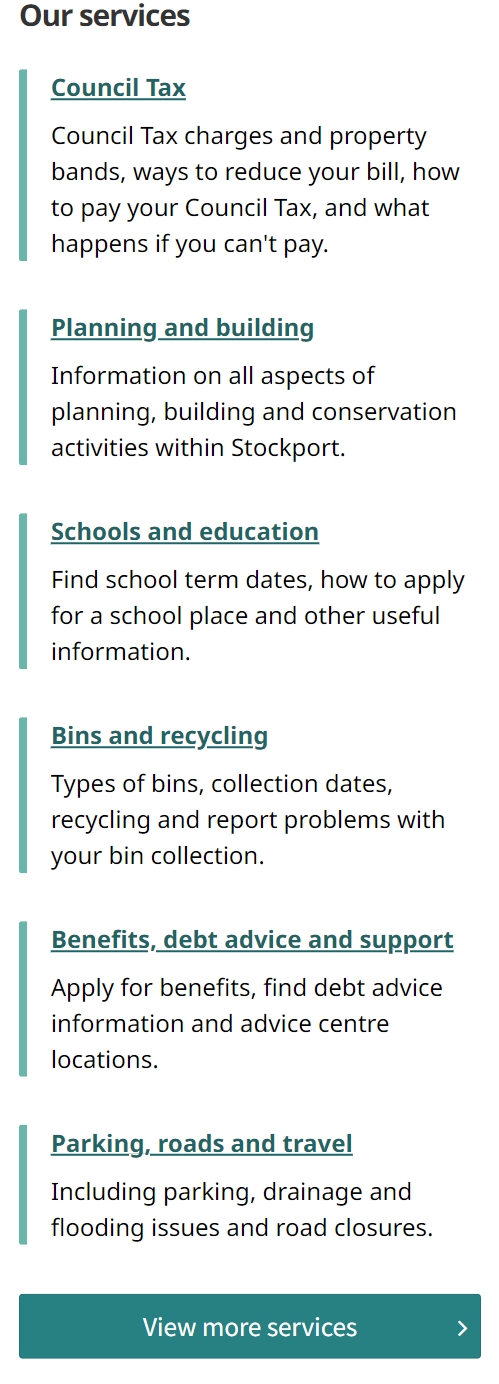 Our services
Council Tax
Council Tax charges and property
bands, ways to reduce your bill, how
to pay your Council Tax, and what
happens if you can't pay.
Planning and building
Information on all aspects of
planning, building and conservation
activities within Stockport.
Schools and education
Find school term dates, how to apply
for a school place and other useful
information.
Bins and recycling
Types of bins, collection dates,
recycling and report problems with
your bin collection.
Benefits, debt advice and support
Apply for benefits, find debt advice
information and advice centre
locations.
Parking, roads and travel
Including parking, drainage and
flooding issues and road closures.
View more services